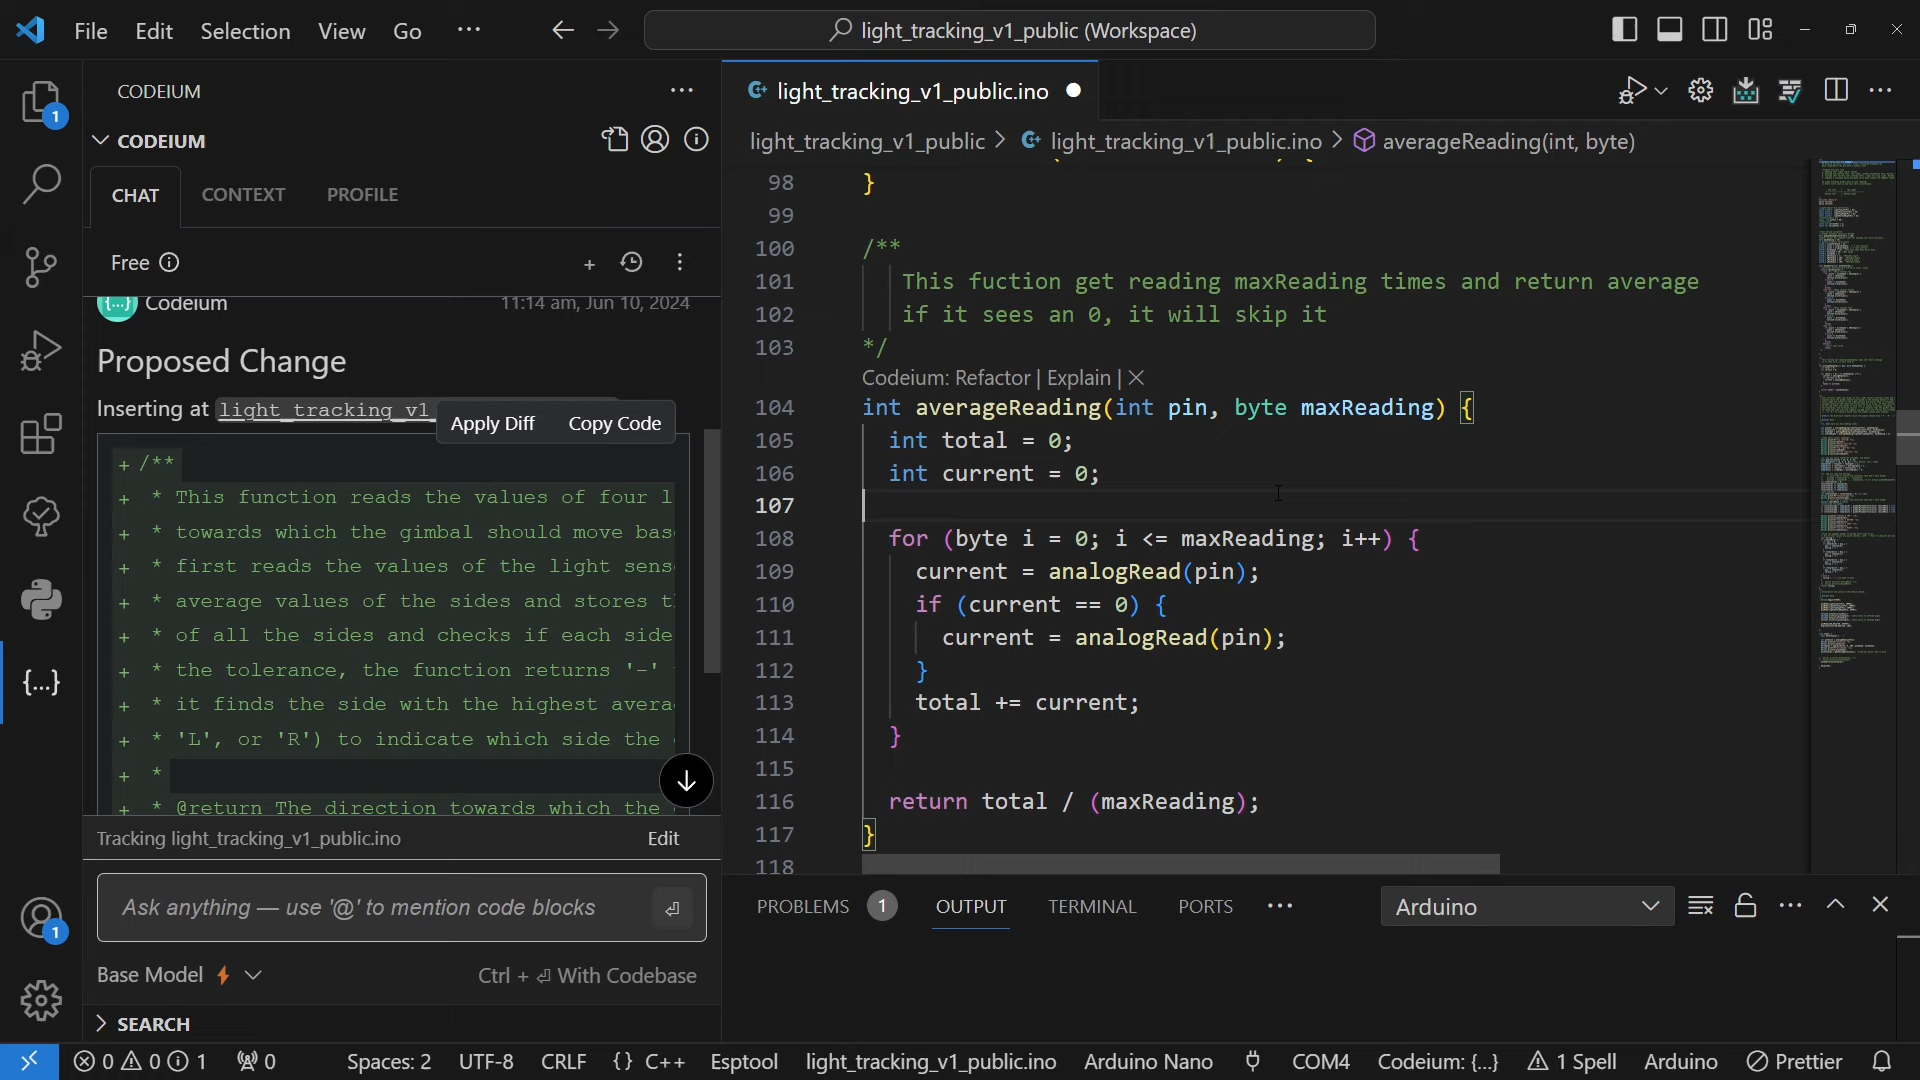 File Edit Selection View Go ···
light_tracking_v1_public (Workspace)
CODEIUM
CODEIUM
CHAT CONTEXT PROFILE
Free
Codeium 11:14 am, Jun 10, 2024
Proposed Change
Inserting at light_tracking_v1
Apply Diff Copy Code
+ /**
+ * This function reads the values of four l
+ * towards which the gimbal should move bas
+ * first reads the values of the light sens
+ * average values of the sides and stores t
+ * of all the sides and checks if each side
+ * the tolerance, the function returns '-'
+ * it finds the side with the highest avera
+ * 'L', or 'R') to indicate which side the
+ *
+ * @return The direction towards which the
Tracking light_tracking_v1_public.ino Edit
Ask anything — use '@' to mention code blocks
Base Model Ctrl + ⏎ With Codebase
SEARCH
1
1
light_tracking_v1_public.ino
light_tracking_v1_public > light_tracking_v1_public.ino > averageReading(int, byte)
98 }
99
100 /**
101 This fuction get reading maxReading times and return average
102 if it sees an 0, it will skip it
103 */
Codeium: Refactor | Explain | ×
104 int averageReading(int pin, byte maxReading) {
105 int total = 0;
106 int current = 0;
107
108 for (byte i = 0; i <= maxReading; i++) {
109 current = analogRead(pin);
110 if (current == 0) {
111 current = analogRead(pin);
112 }
113 total += current;
114 }
115
116 return total / (maxReading);
117 }
118
PROBLEMS 1 OUTPUT TERMINAL PORTS ··· Arduino
0 0 1 0 Spaces: 2 UTF-8 CRLF {} C++ Esptool light_tracking_v1_public.ino Arduino Nano COM4 Codeium: {...} 1 Spell Arduino Prettier